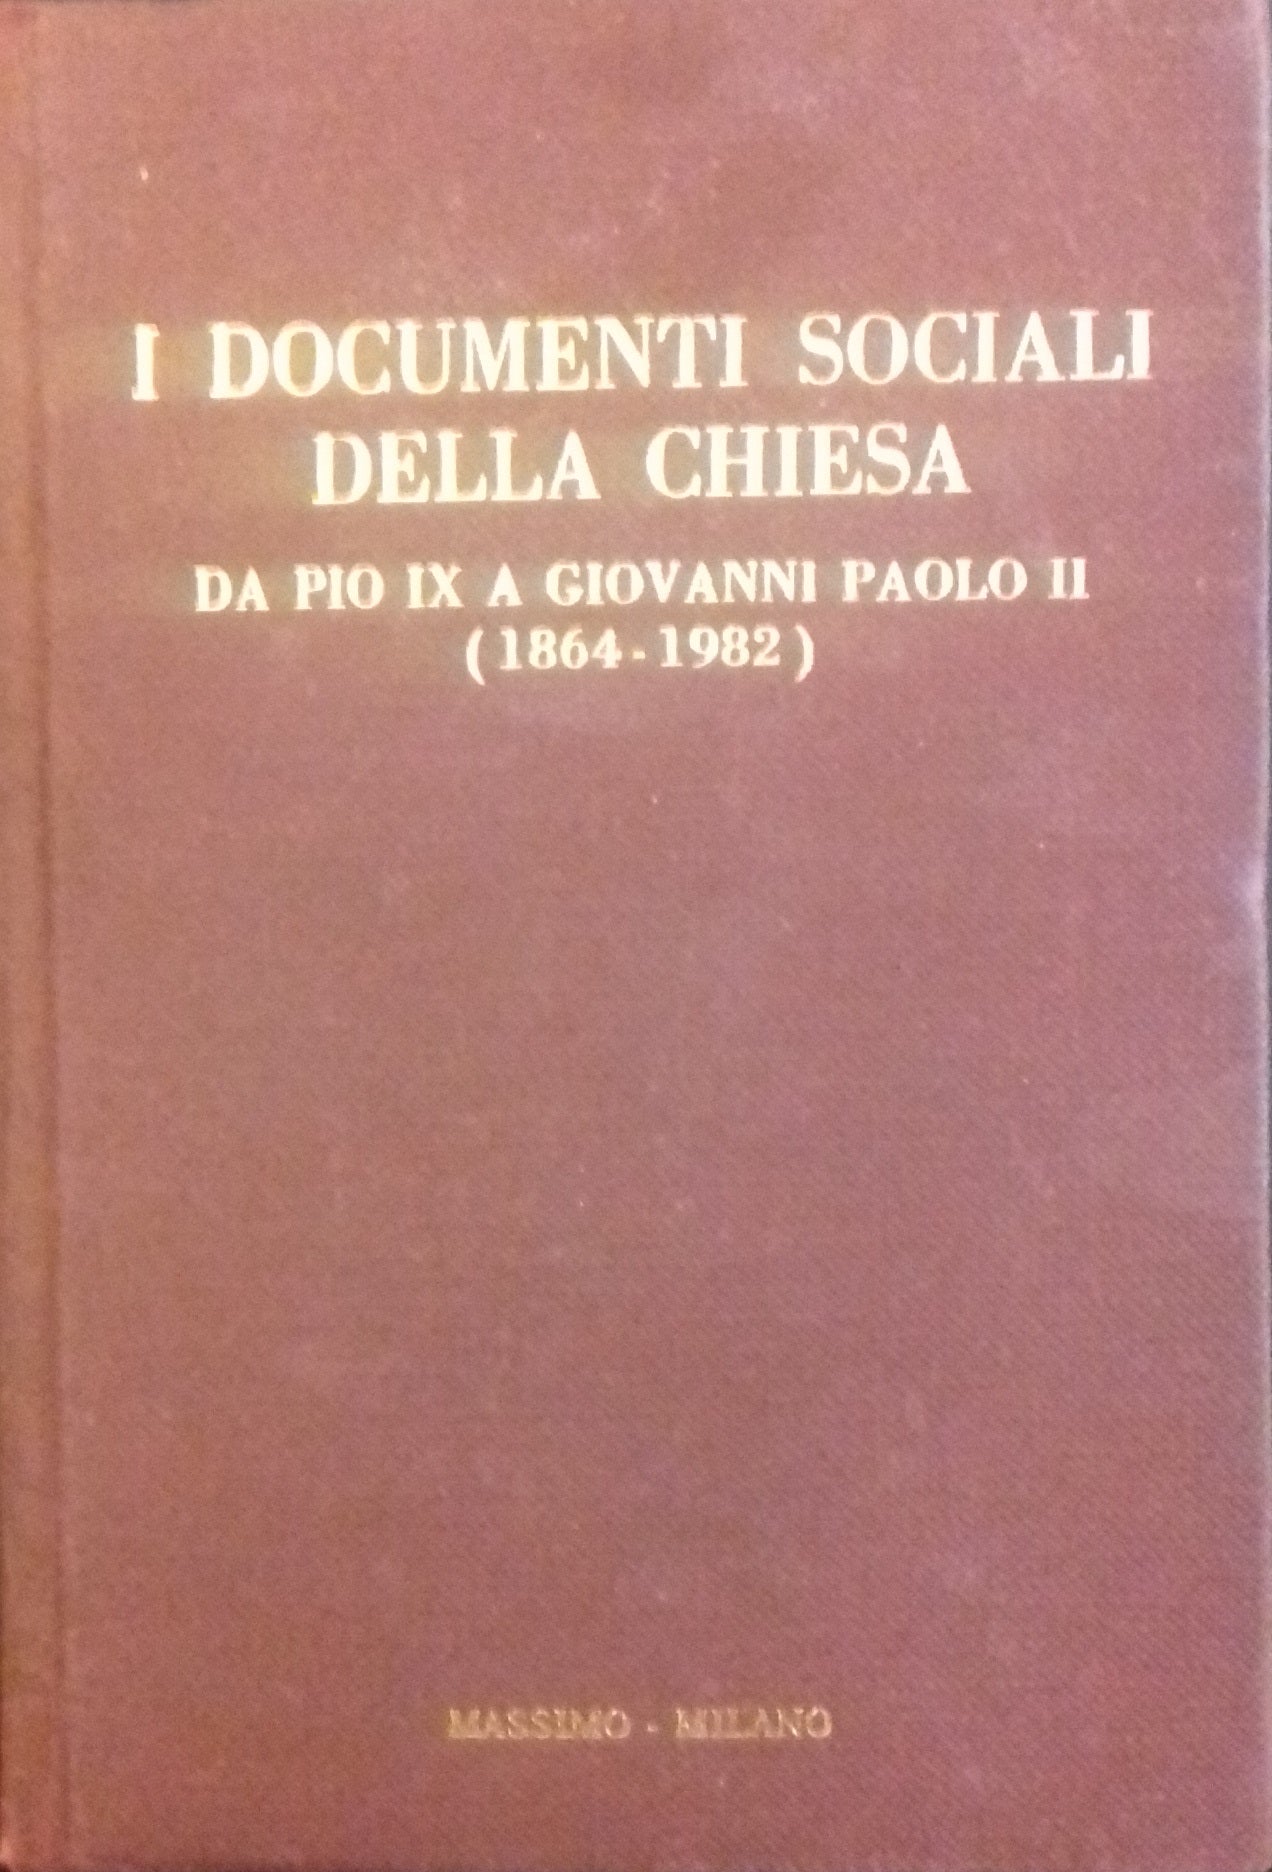 I DOCUMENTI SOCIALI
DELLA CHIESA
DA PIO IX A GIOVANNI PAOLO II
(1864-1982)
MASSIMO - MILANO